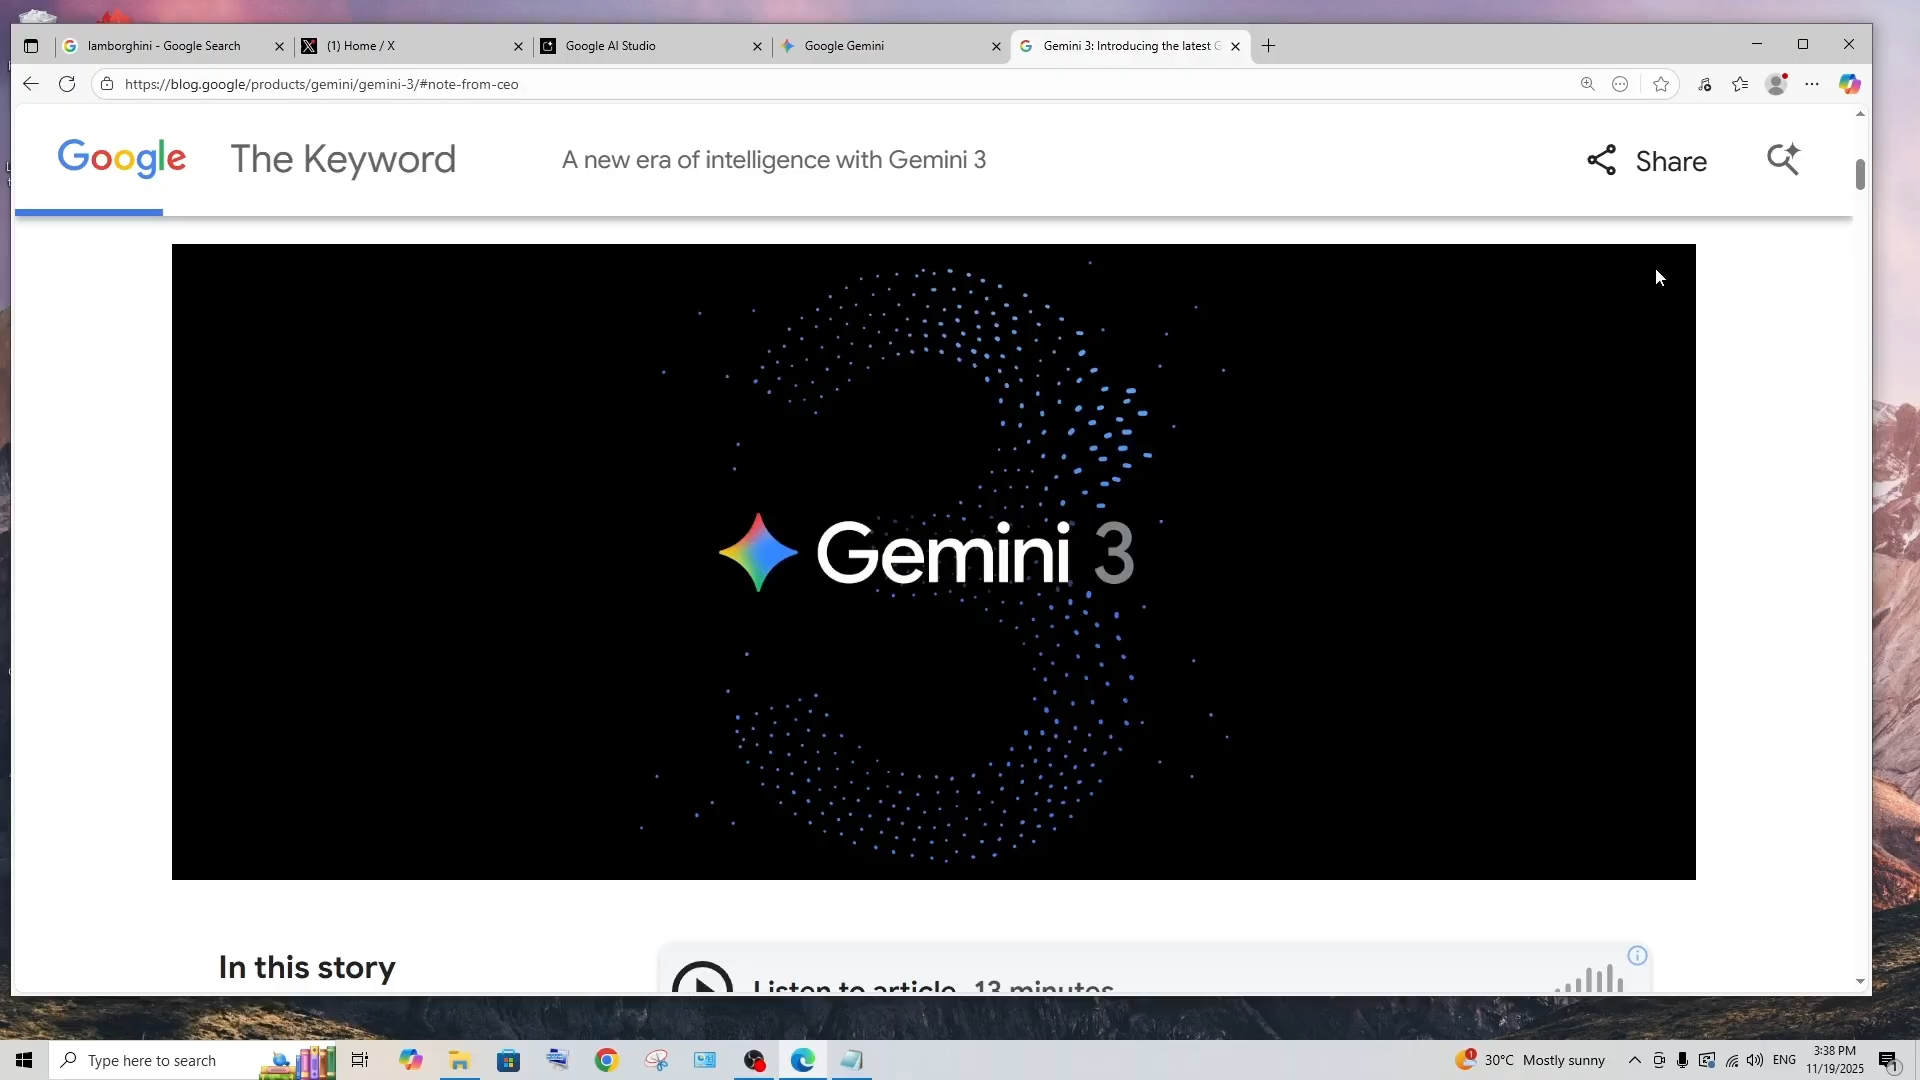 lamborghini - Google Search
(1) Home / X
Google AI Studio
Google Gemini
Gemini 3: Introducing the latest G
https://blog.google/products/gemini/gemini-3/#note-from-ceo
Google The Keyword
A new era of intelligence with Gemini 3
Share
Gemini 3
In this story
Listen to article 13 minutes
Type here to search
1
30°C Mostly sunny
ENG
3:38 PM
11/19/2025
1